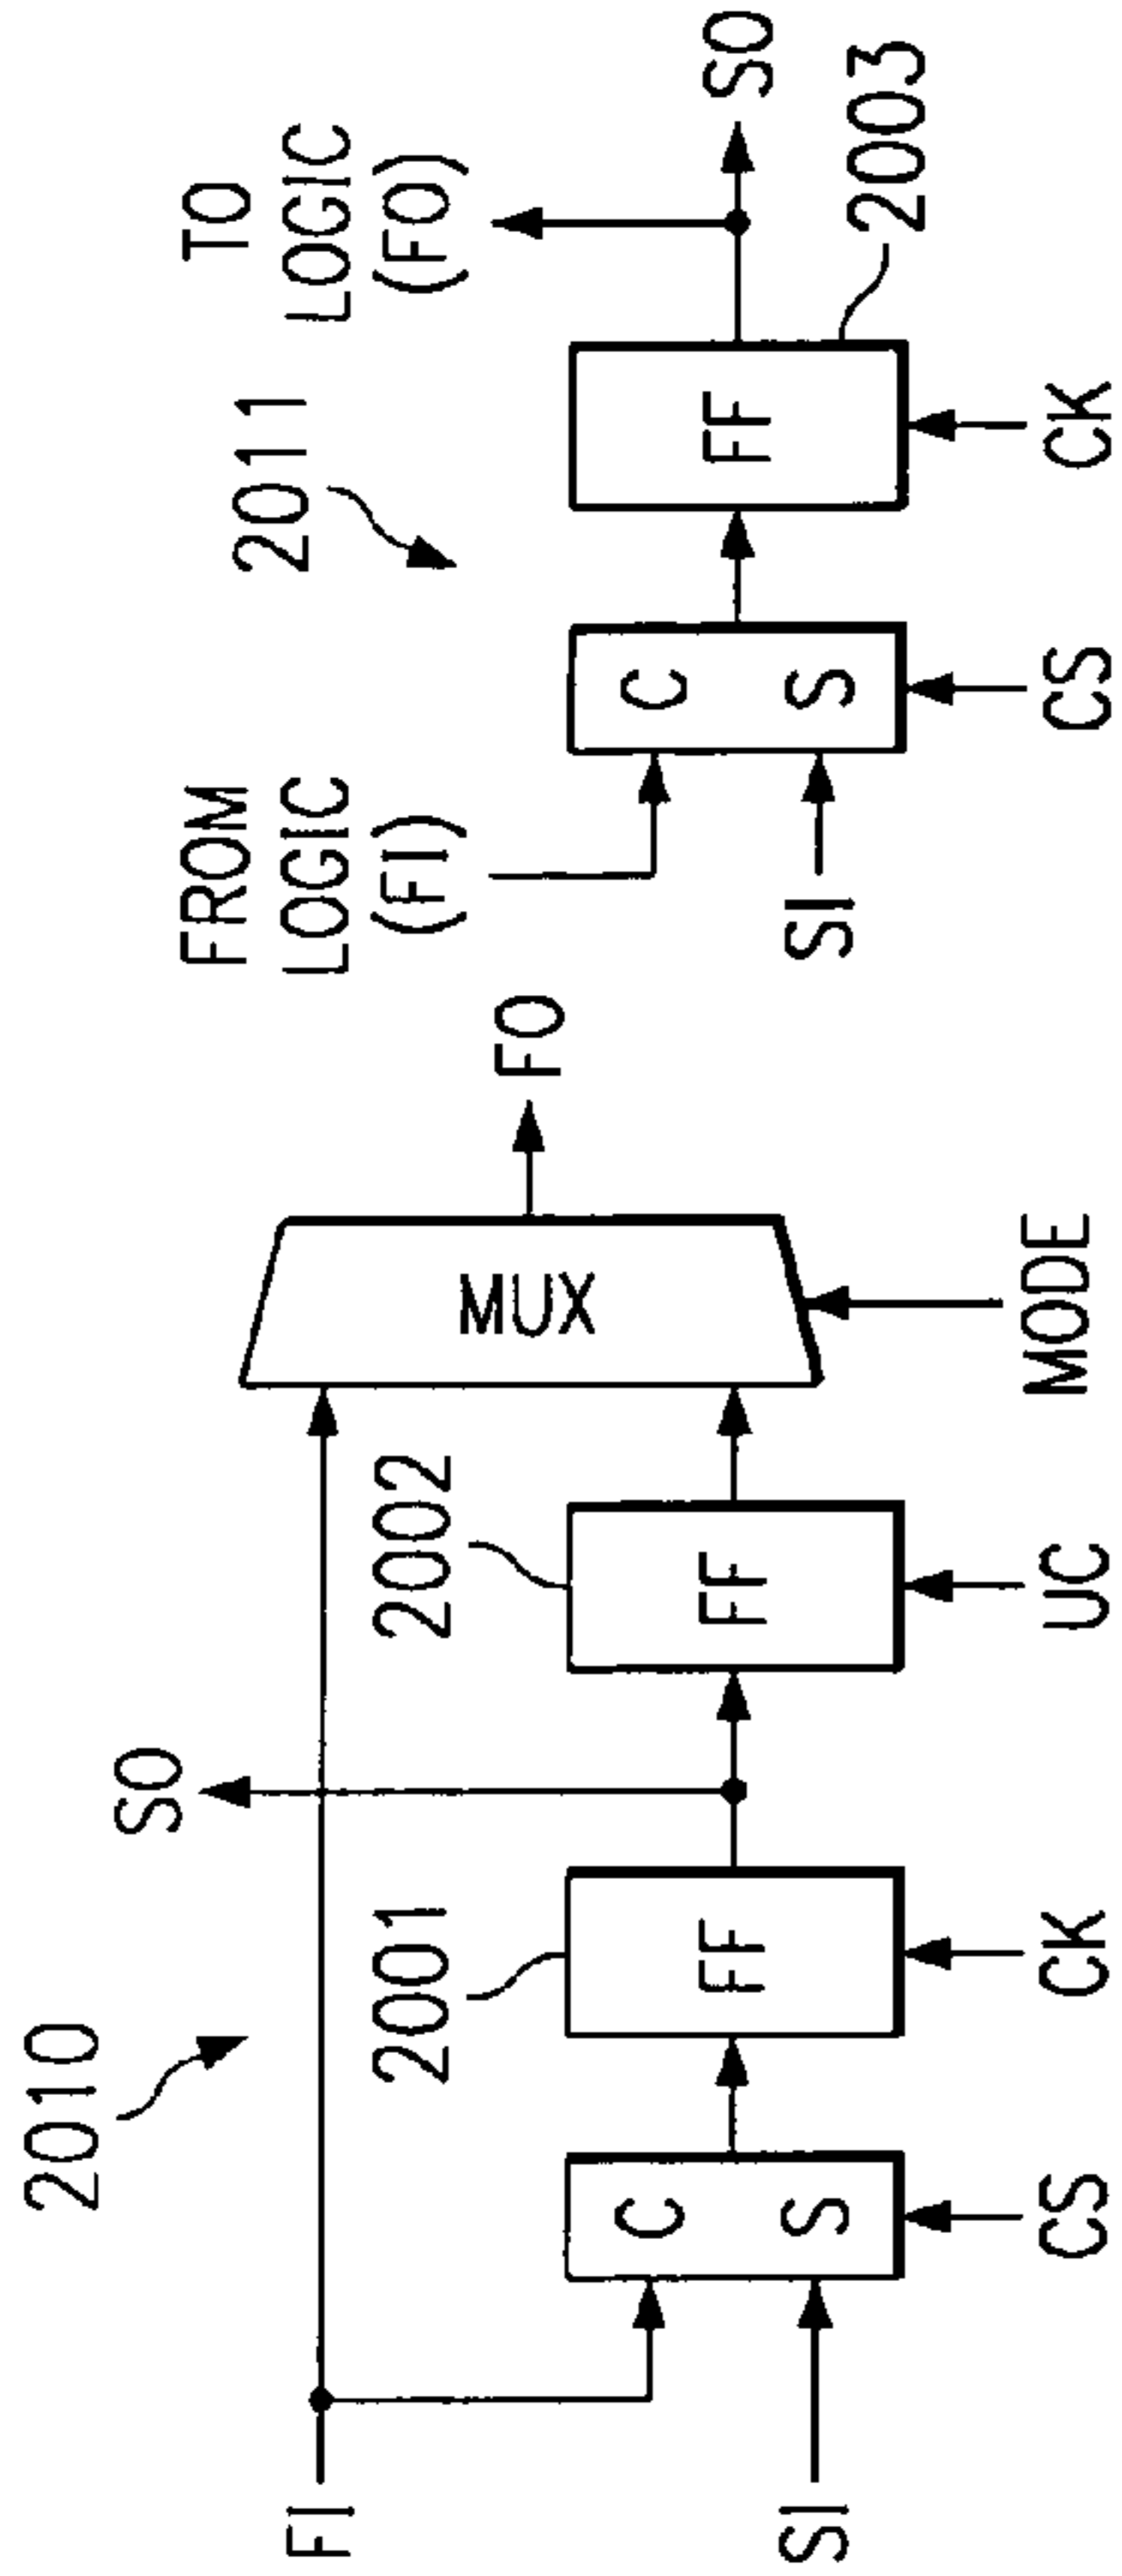 2010
SO
FI
C
S
SI
CS
2001
FF
CK
2002
FF
UC
MUX
MODE
FO
2011
FROM
LOGIC
(FI)
C
S
SI
CS
FF
CK
2003
TO
LOGIC
(FO)
SO